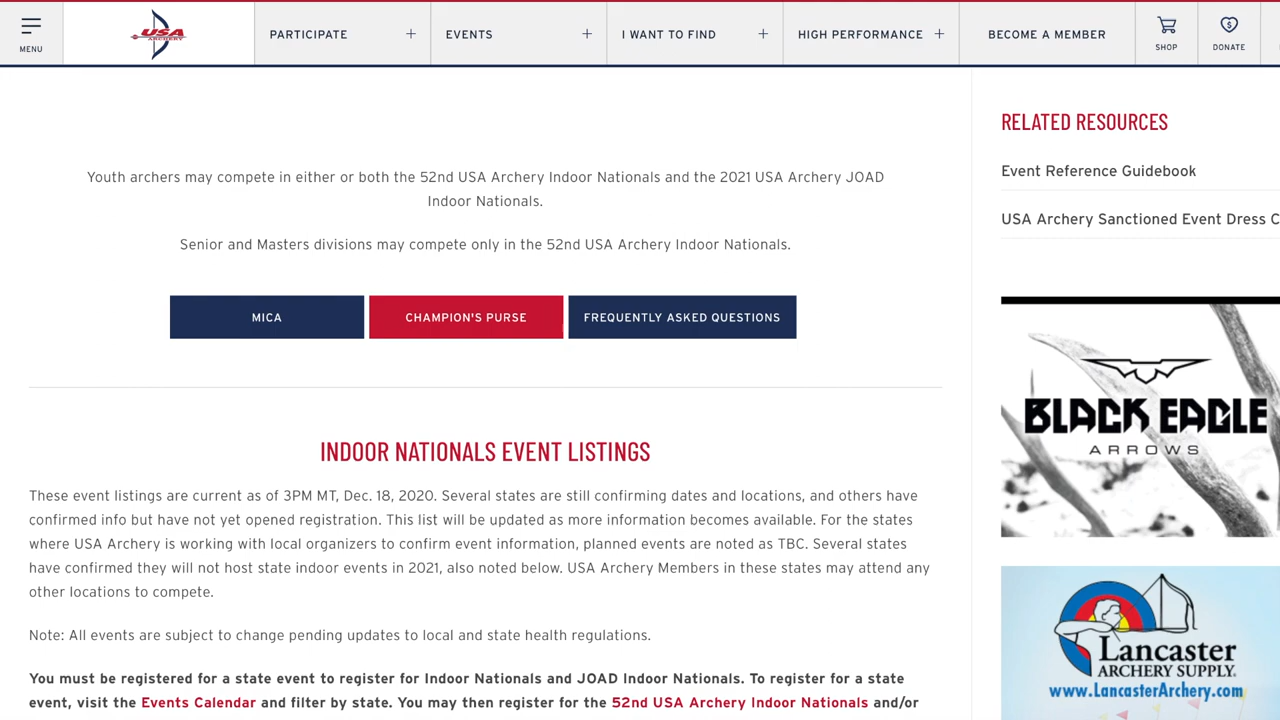 MENU
USA
ARCHERY
PARTICIPATE
EVENTS
I WANT TO FIND
HIGH PERFORMANCE
BECOME A MEMBER
SHOP
$
DONATE
Youth archers may compete in either or both the 52nd USA Archery Indoor Nationals and the 2021 USA Archery JOAD
Indoor Nationals.
Senior and Masters divisions may compete only in the 52nd USA Archery Indoor Nationals.
MICA
CHAMPION'S PURSE
FREQUENTLY ASKED QUESTIONS
INDOOR NATIONALS EVENT LISTINGS
These event listings are current as of 3PM MT, Dec. 18, 2020. Several states are still confirming dates and locations, and others have
confirmed info but have not yet opened registration. This list will be updated as more information becomes available. For the states
where USA Archery is working with local organizers to confirm event information, planned events are noted as TBC. Several states
have confirmed they will not host state indoor events in 2021, also noted below. USA Archery Members in these states may attend any
other locations to compete.
Note: All events are subject to change pending updates to local and state health regulations.
You must be registered for a state event to register for Indoor Nationals and JOAD Indoor Nationals. To register for a state
event, visit the Events Calendar and filter by state. You may then register for the 52nd USA Archery Indoor Nationals and/or
RELATED RESOURCES
Event Reference Guidebook
USA Archery Sanctioned Event Dress C
BLACK EAGLE
ARROWS
Lancaster
ARCHERY SUPPLY.
www.LancasterArchery.com